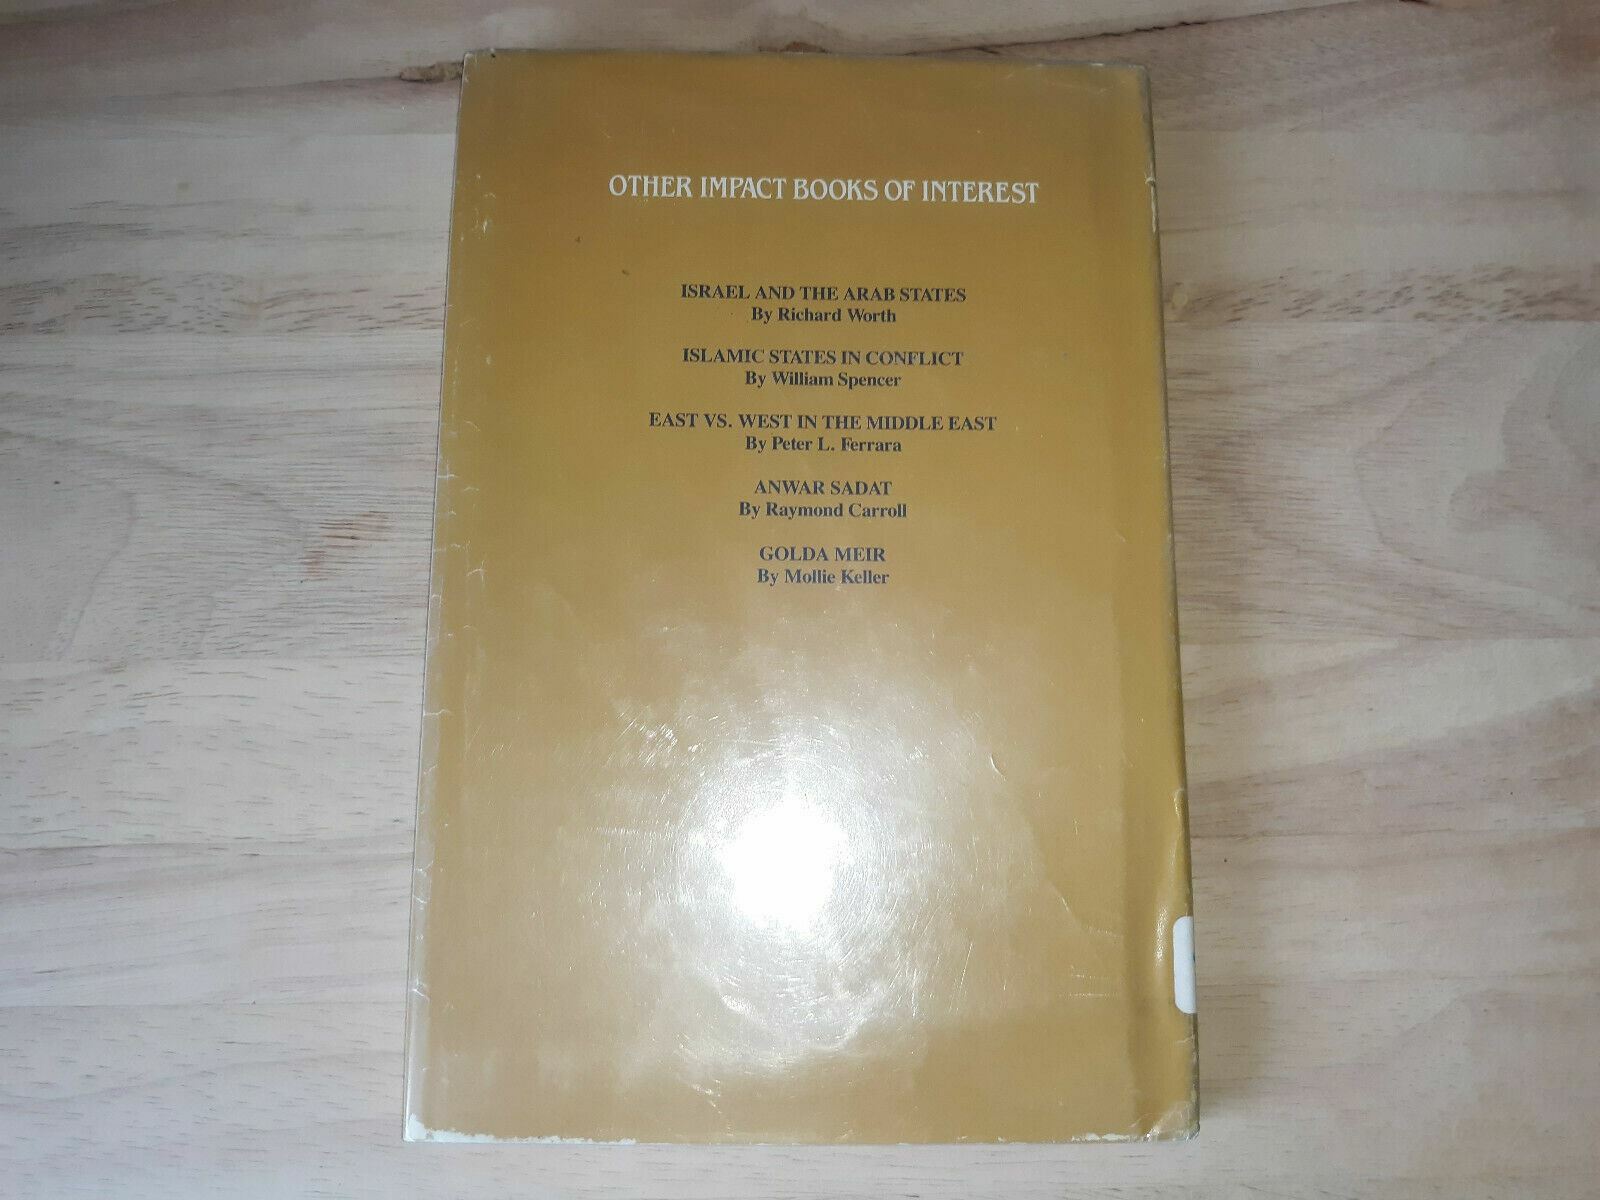 OTHER IMPACT BOOKS OF INTEREST
ISRAEL AND THE ARAB STATES
By Richard Worth
ISLAMIC STATES IN CONFLICT
By William Spencer
EAST VS. WEST IN THE MIDDLE EAST
By Peter L. Ferrara
ANWAR SADAT
By Raymond Carroll
GOLDA MEIR
By Mollie Keller